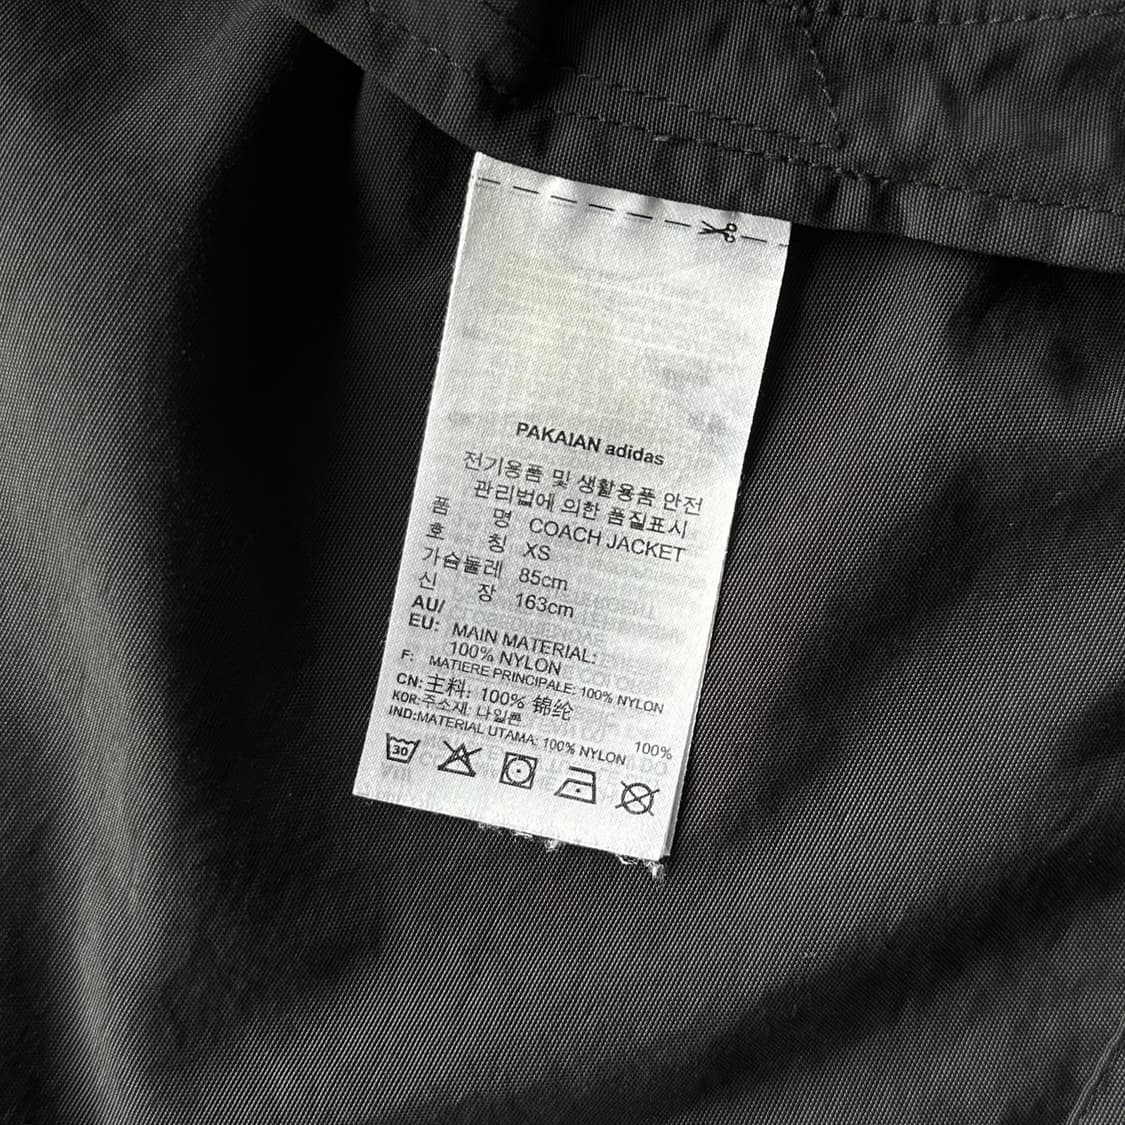 PAKAIAN adidas
전기용품 및 생활용품 안전
관리법에 의한 품질표시
품 명 COACH JACKET
호 칭 XS
가슴둘레 85cm
신 장 163cm
AU/
EU: MAIN MATERIAL:
100% NYLON
F: MATIERE PRINCIPALE: 100% NYLON
CN: 主料: 100% 锦纶
KOR: 주소재: 나일론 100%
IND: MATERIAL UTAMA: 100% NYLON
30